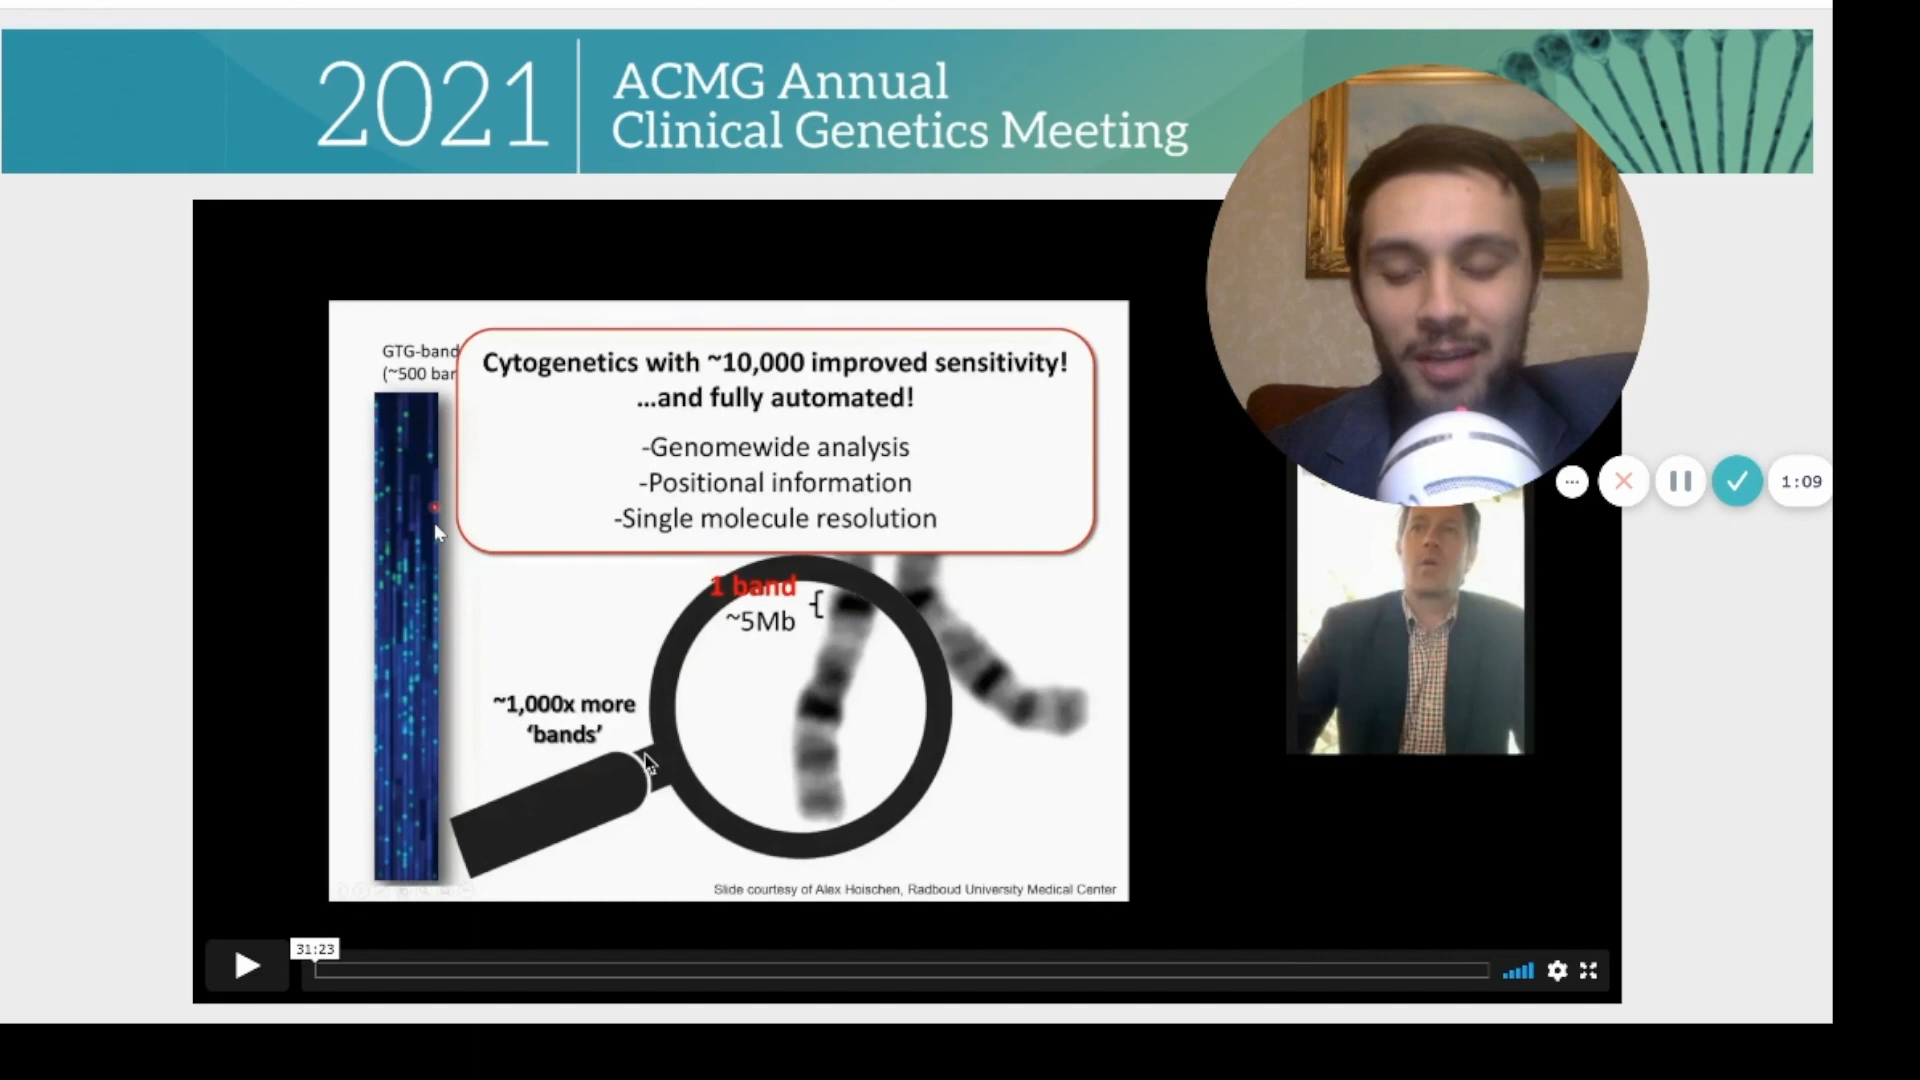 2021
ACMG Annual
Clinical Genetics Meeting
GTG-band
(~500 bar
Cytogenetics with ~10,000 improved sensitivity!
...and fully automated!
-Genomewide analysis
-Positional information
-Single molecule resolution
1 band
~5Mb
~1,000x more
‘bands’
Slide courtesy of Alex Hoischen, Radboud University Medical Center
1:09
31:23